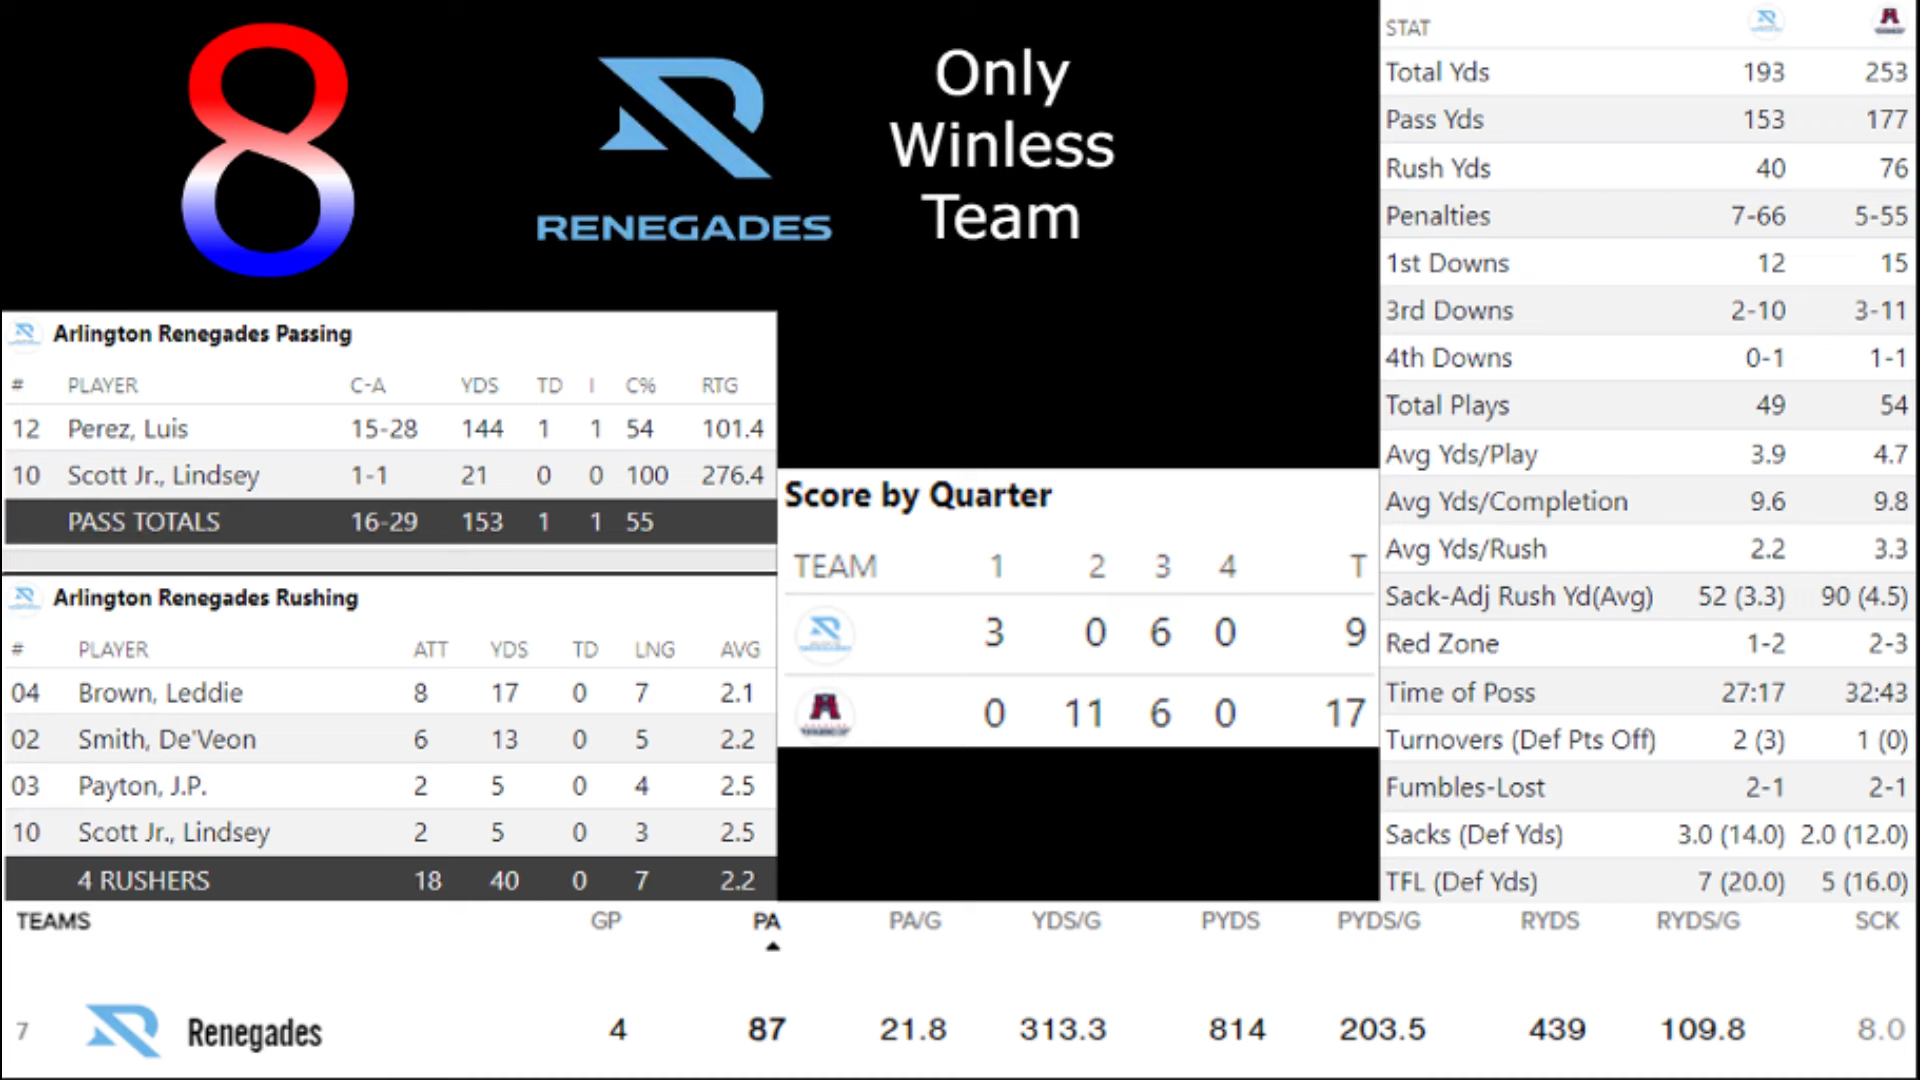 8
RENEGADES
Only
Winless
Team
Arlington Renegades Passing
# PLAYER C-A YDS TD I C% RTG
12 Perez, Luis 15-28 144 1 1 54 101.4
10 Scott Jr., Lindsey 1-1 21 0 0 100 276.4
PASS TOTALS 16-29 153 1 1 55
Arlington Renegades Rushing
# PLAYER ATT YDS TD LNG AVG
04 Brown, Leddie 8 17 0 7 2.1
02 Smith, De'Veon 6 13 0 5 2.2
03 Payton, J.P. 2 5 0 4 2.5
10 Scott Jr., Lindsey 2 5 0 3 2.5
4 RUSHERS 18 40 0 7 2.2
Score by Quarter
TEAM 1 2 3 4 T
3 0 6 0 9
0 11 6 0 17
STAT
Total Yds 193 253
Pass Yds 153 177
Rush Yds 40 76
Penalties 7-66 5-55
1st Downs 12 15
3rd Downs 2-10 3-11
4th Downs 0-1 1-1
Total Plays 49 54
Avg Yds/Play 3.9 4.7
Avg Yds/Completion 9.6 9.8
Avg Yds/Rush 2.2 3.3
Sack-Adj Rush Yd(Avg) 52 (3.3) 90 (4.5)
Red Zone 1-2 2-3
Time of Poss 27:17 32:43
Turnovers (Def Pts Off) 2 (3) 1 (0)
Fumbles-Lost 2-1 2-1
Sacks (Def Yds) 3.0 (14.0) 2.0 (12.0)
TFL (Def Yds) 7 (20.0) 5 (16.0)
TEAMS GP PA PA/G YDS/G PYDS PYDS/G RYDS RYDS/G SCK
7 Renegades 4 87 21.8 313.3 814 203.5 439 109.8 8.0